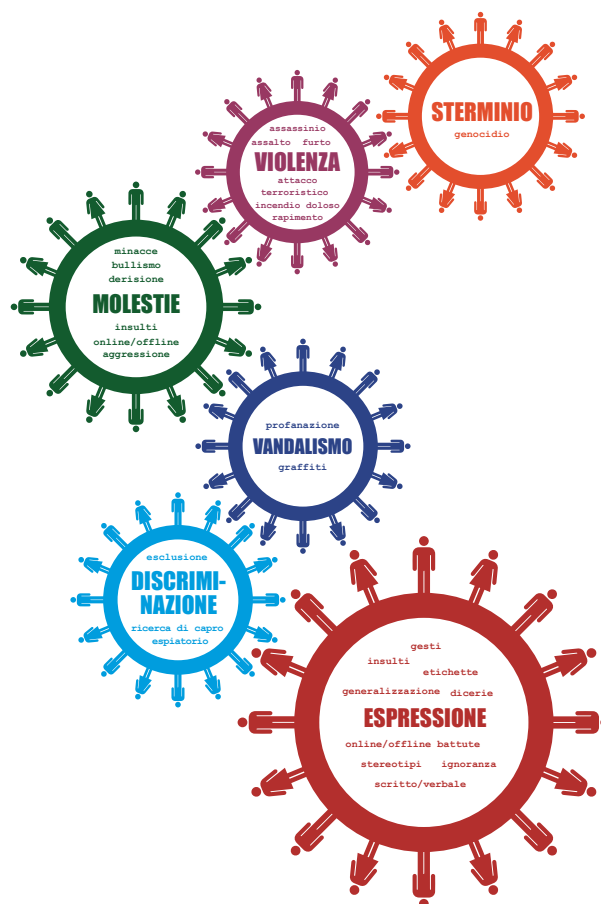 STERMINIO
genocidio
assassinio
assalto furto
VIOLENZA
attacco
terroristico
incendio doloso
rapimento
minacce
bullismo
derisione
MOLESTIE
insulti
online/offline
aggressione
profanazione
VANDALISMO
graffiti
esclusione
DISCRIMI-
NAZIONE
ricerca di capro
espiatorio
gesti
insulti
etichette
generalizzazione dicerie
ESPRESSIONE
online/offline battute
stereotipi ignoranza
scritto/verbale